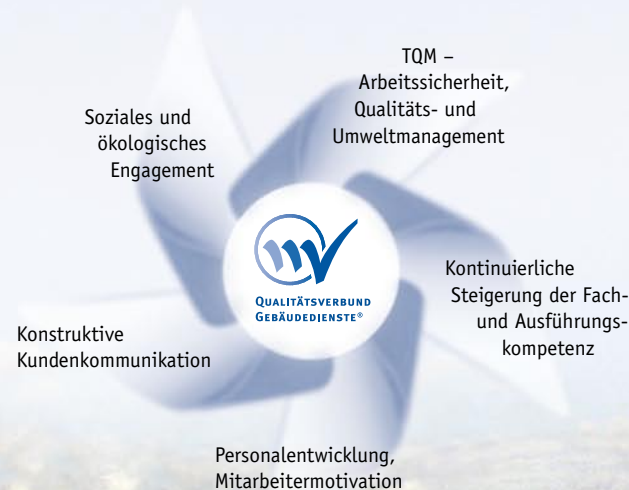 TQM –
Arbeitssicherheit,
Qualitäts- und
Umweltmanagement
Soziales und
ökologisches
Engagement
QUALITÄTSVERBUND
GEBÄUDEDIENSTE®
Kontinuierliche
Steigerung der Fach-
und Ausführungs-
kompetenz
Konstruktive
Kundenkommunikation
Personalentwicklung,
Mitarbeitermotivation